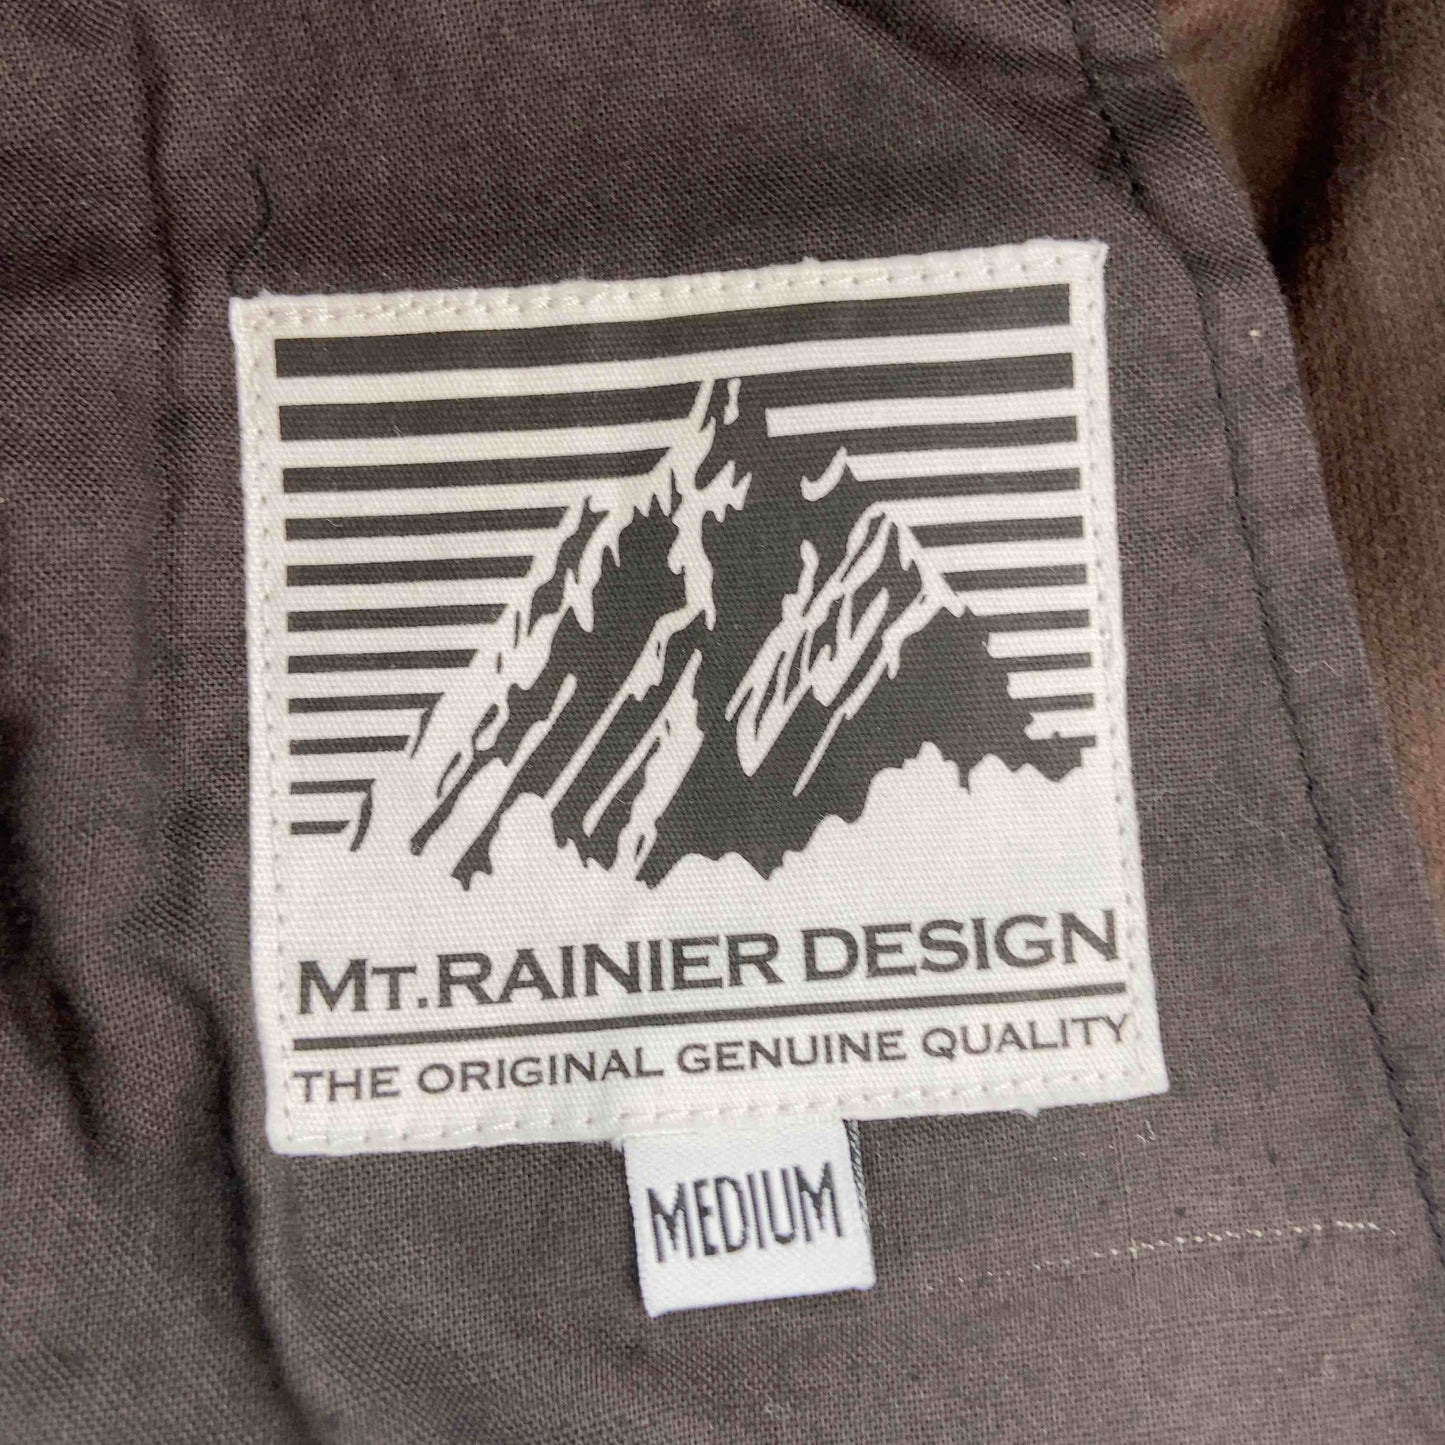 MT.RAINIER DESIGN
THE ORIGINAL GENUINE QUALITY
MEDIUM